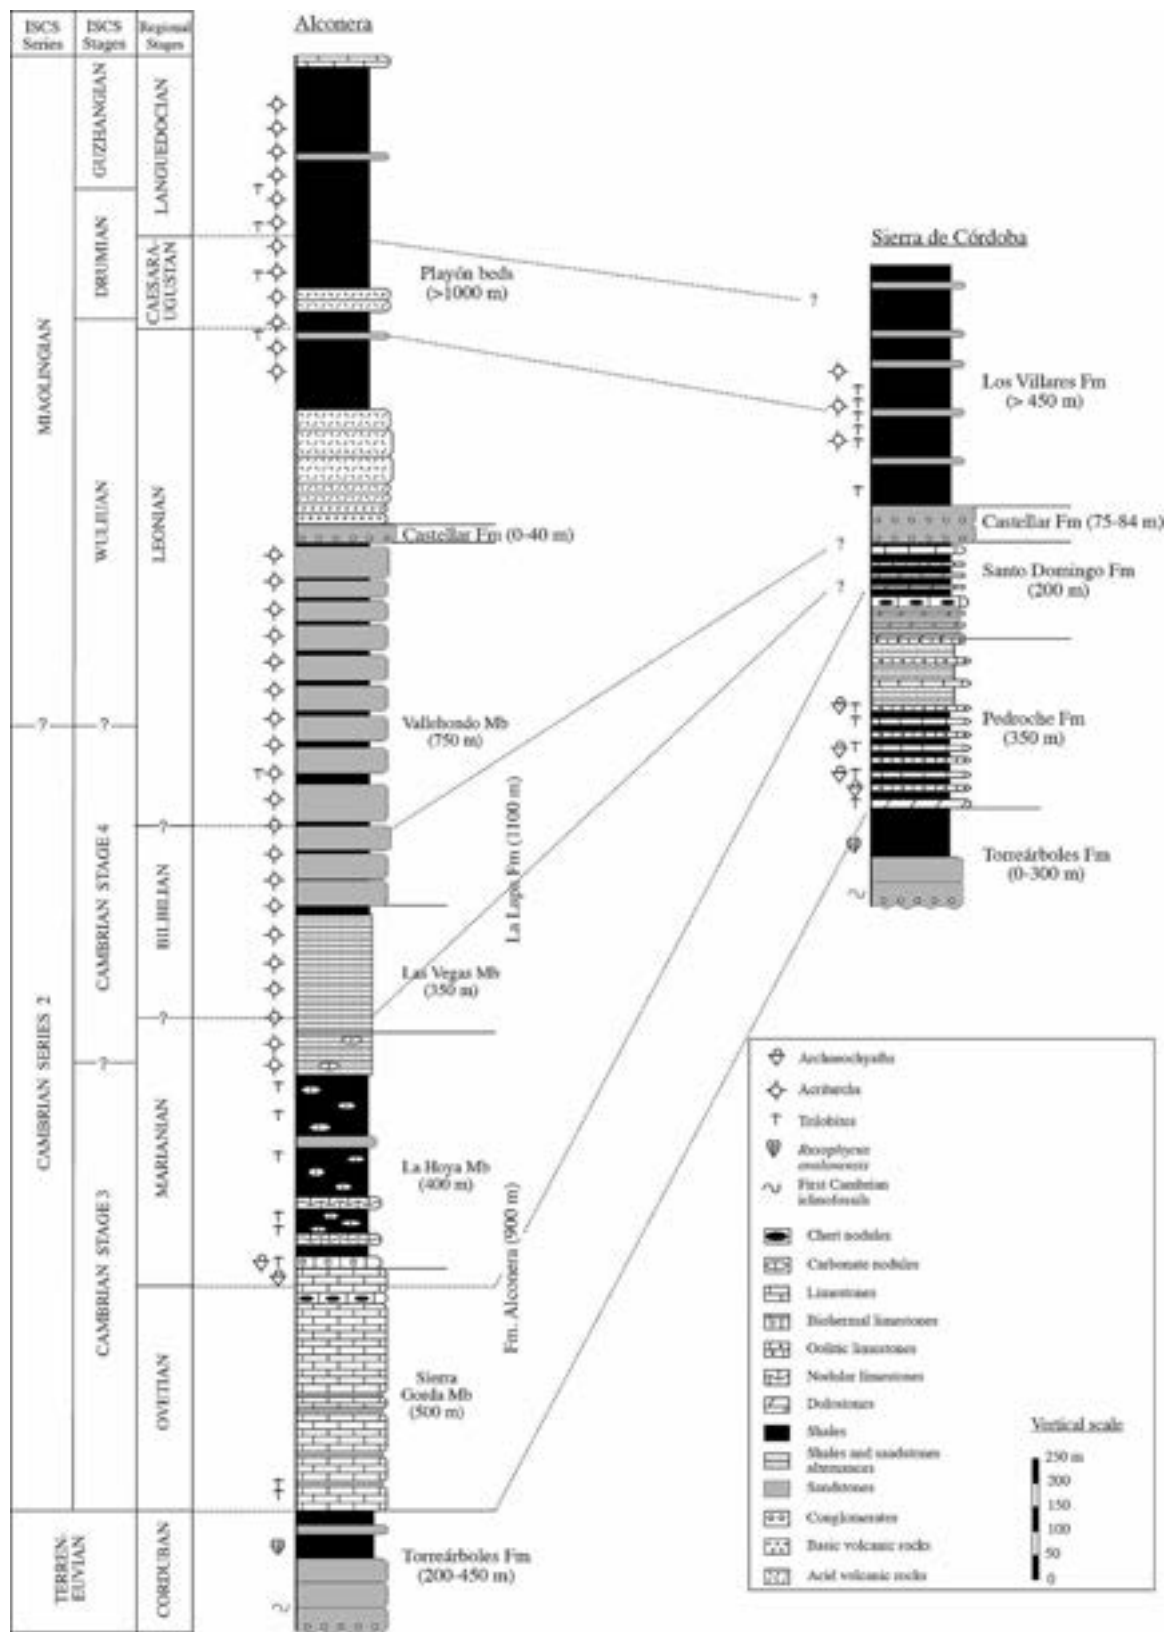 ISCS Series
ISCS Stages
Regional Stages
MIAOLINGIAN
CAMBRIAN SERIES 2
TERREN-
EUVIAN
GUZHANGIAN
DRUMIAN
WULIUAN
CAMBRIAN STAGE 4
CAMBRIAN STAGE 3
LANGUEDOCIAN
CAESARA-
UGUSTAN
LEONIAN
BILBILIAN
MARIANIAN
OVETIAN
CORDUBAN
?
?
?
?
?
Alconera
Playón beds
(>1000 m)
Castellar Fm (0-40 m)
Vallehondo Mb
(750 m)
La Lapa Fm (1100 m)
Las Vegas Mb
(350 m)
La Hoya Mb
(400 m)
Fm. Alconera (900 m)
Sierra
Gorda Mb
(500 m)
Torreárboles Fm
(200-450 m)
Sierra de Córdoba
?
?
?
Los Villares Fm
(> 450 m)
Castellar Fm (75-84 m)
Santo Domingo Fm
(200 m)
Pedroche Fm
(350 m)
Torreárboles Fm
(0-300 m)
Archaeocyaths
Acritarchs
Trilobites
First Cambrian
ichnofossils
Chert nodules
Carbonate nodules
Limestones
Biohermal limestones
Oolitic limestones
Nodular limestones
Dolostones
Shales
Shales and sandstones
alternances
Sandstones
Conglomerates
Basic volcanic rocks
Acid volcanic rocks
Vertical scale
250 m
200
150
100
50
0